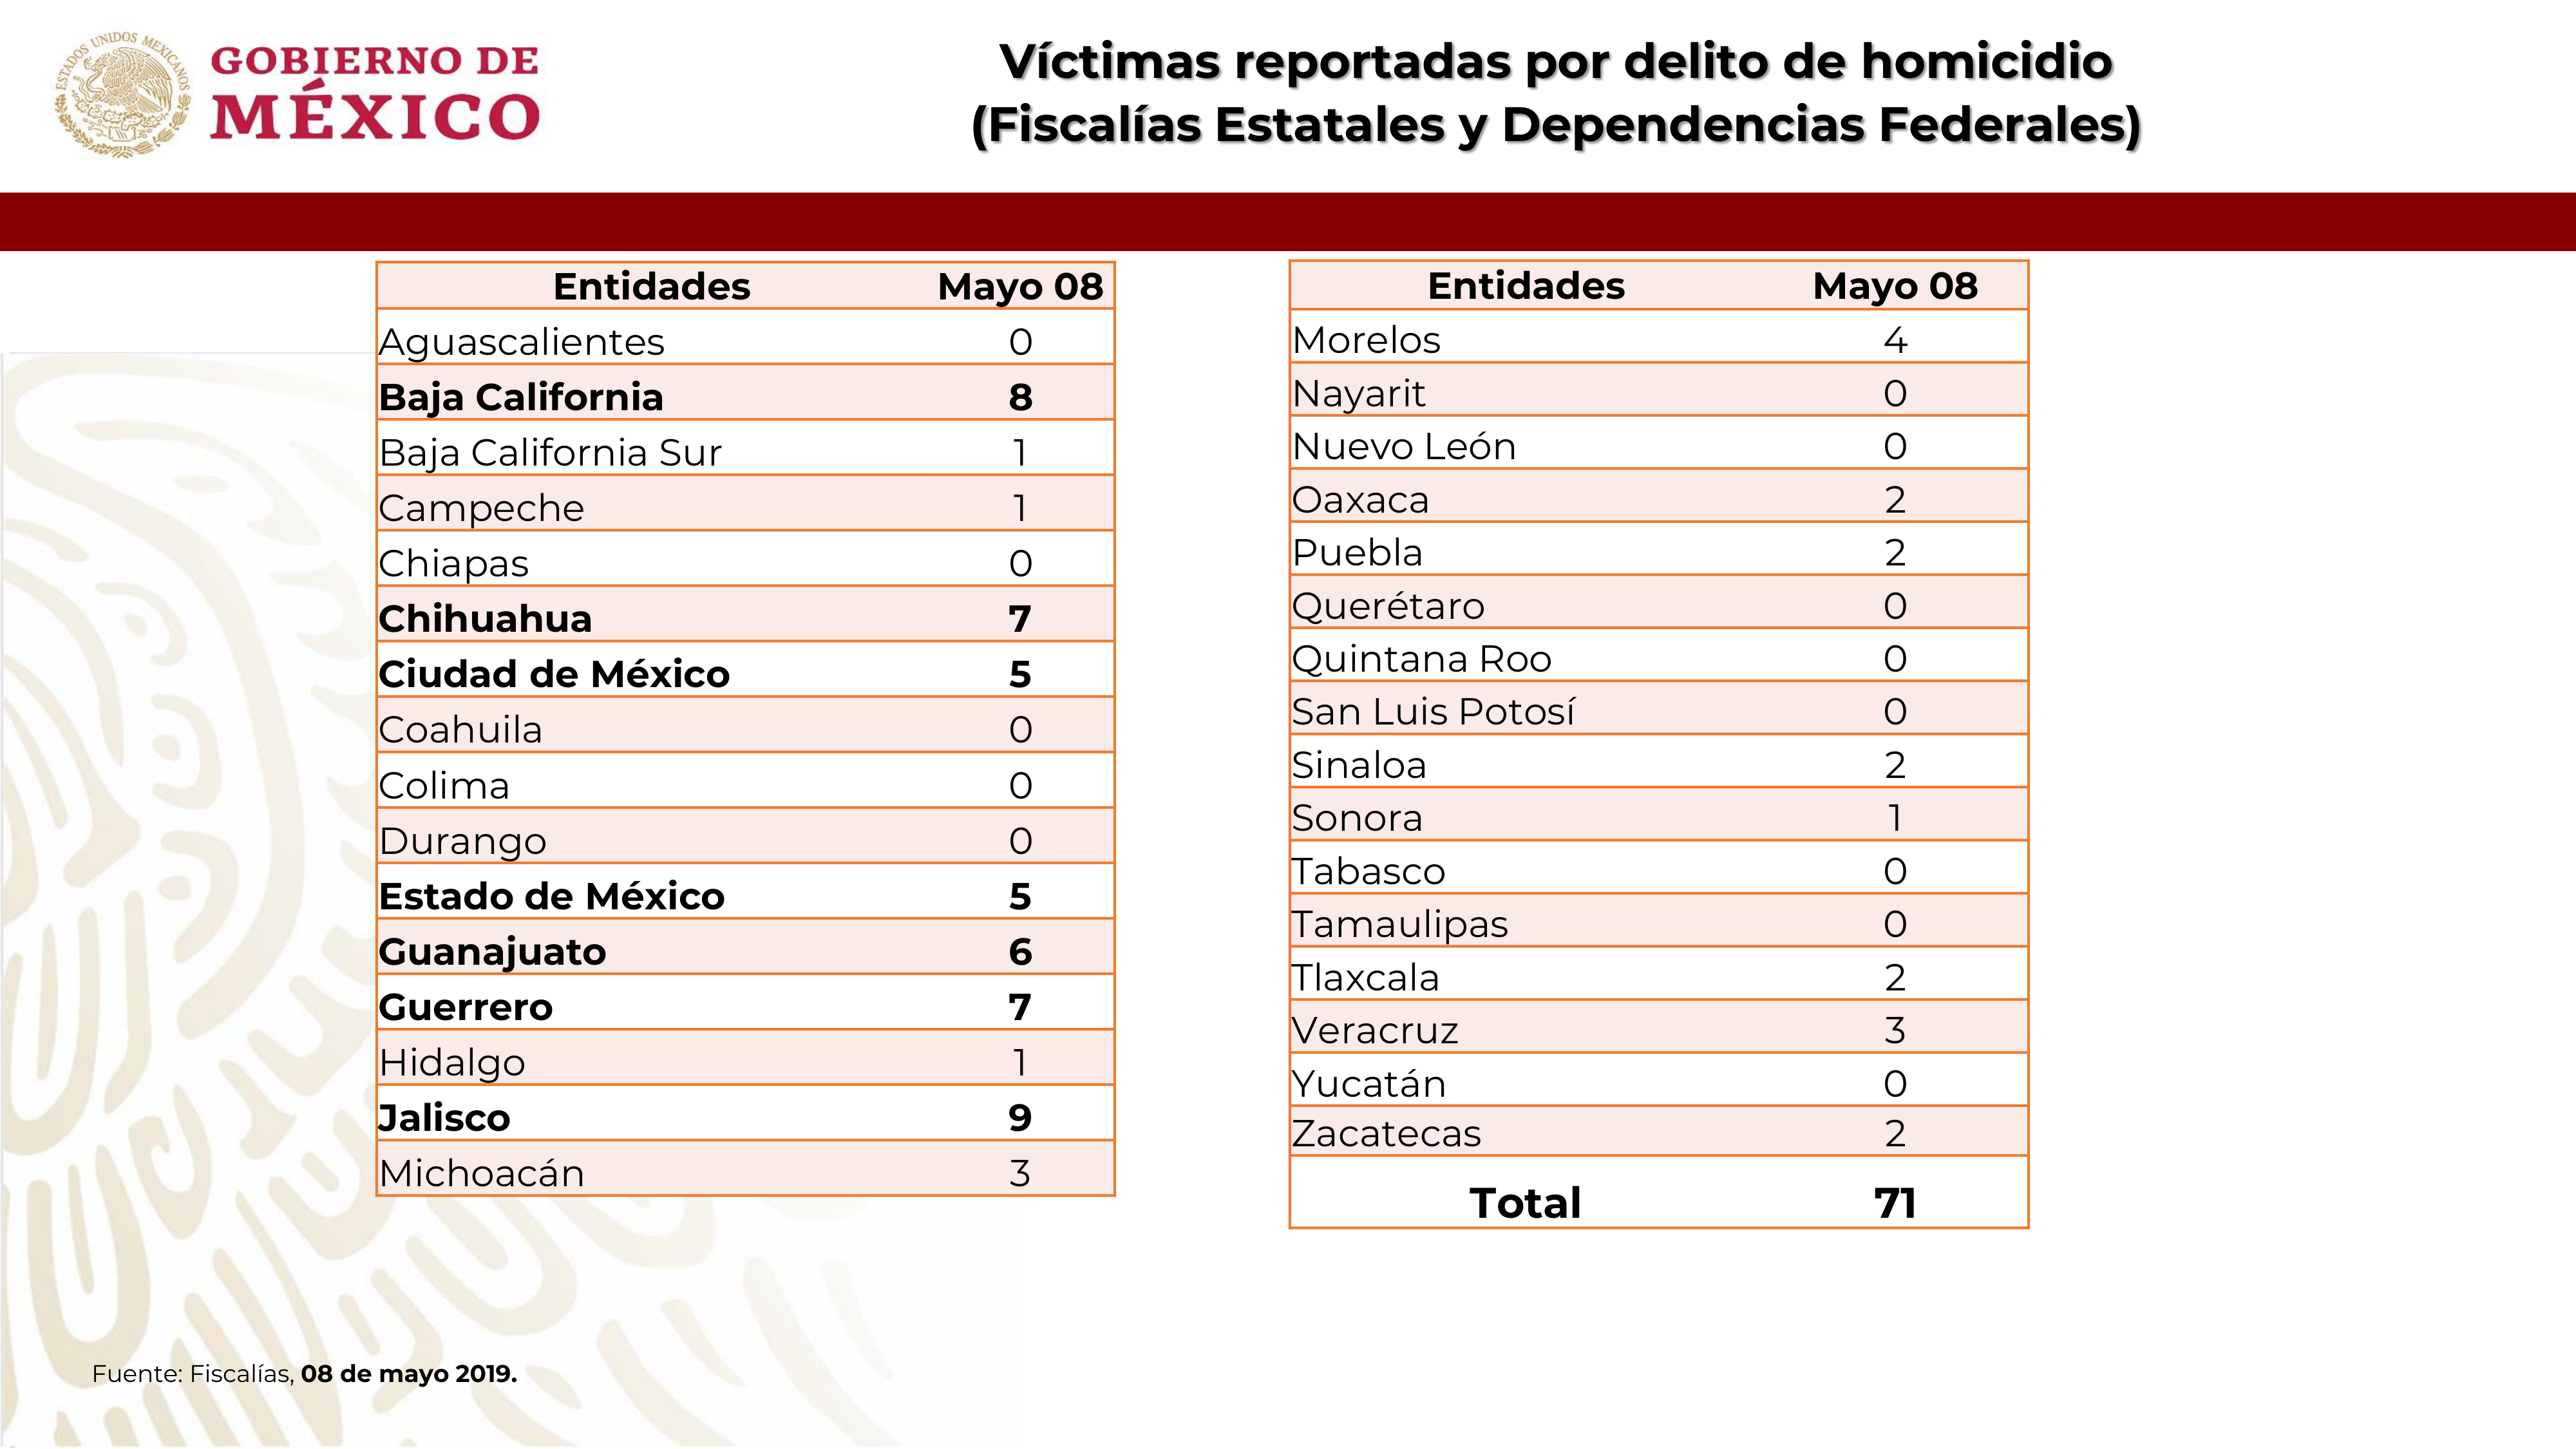 ESTADOS UNIDOS MEXICANOS
GOBIERNO DE
MÉXICO
Víctimas reportadas por delito de homicidio
(Fiscalías Estatales y Dependencias Federales)
Entidades Mayo 08
Aguascalientes 0
Baja California 8
Baja California Sur 1
Campeche 1
Chiapas 0
Chihuahua 7
Ciudad de México 5
Coahuila 0
Colima 0
Durango 0
Estado de México 5
Guanajuato 6
Guerrero 7
Hidalgo 1
Jalisco 9
Michoacán 3
Entidades Mayo 08
Morelos 4
Nayarit 0
Nuevo León 0
Oaxaca 2
Puebla 2
Querétaro 0
Quintana Roo 0
San Luis Potosí 0
Sinaloa 2
Sonora 1
Tabasco 0
Tamaulipas 0
Tlaxcala 2
Veracruz 3
Yucatán 0
Zacatecas 2
Total 71
Fuente: Fiscalías, 08 de mayo 2019.